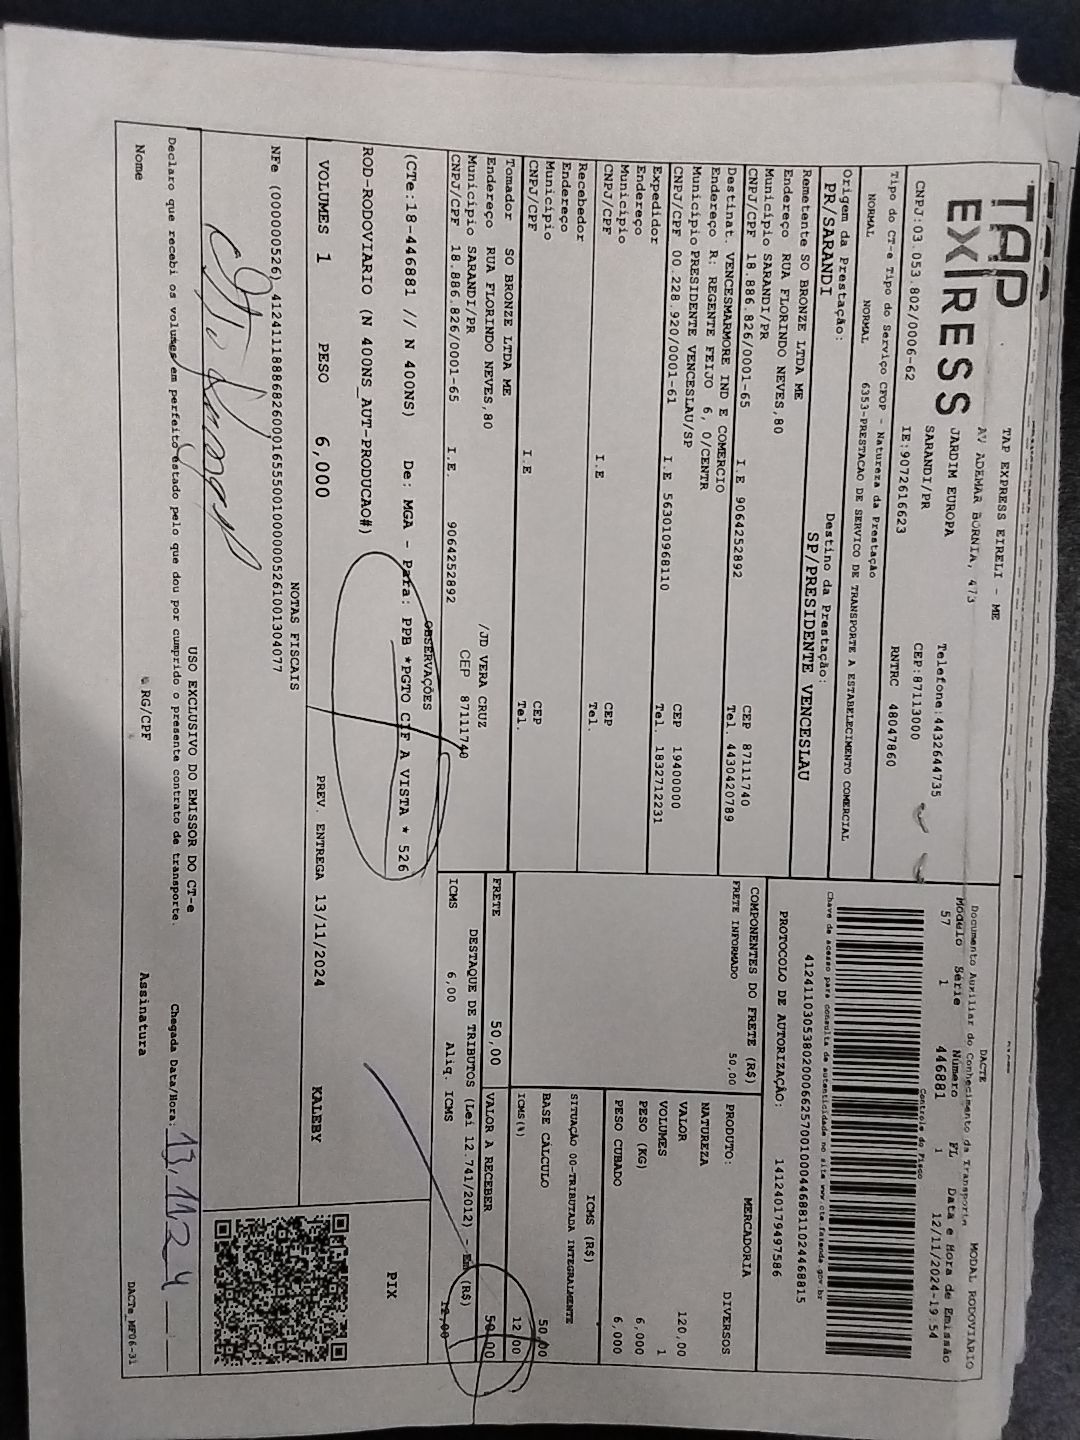 TAP
EXPRESS
TAP EXPRESS EIRELI - ME
AV ADEMAR BORNIA, 473
JARDIM EUROPA
SARANDI/PR
Telefone:4432644735
CEP:87113000
CNPJ:03.053.802/0006-62 IE:9072616623 RNTRC 48047860
Tipo do CT-e Tipo do Serviço CFOP - Natureza da Prestação
NORMAL NORMAL 6353-PRESTACAO DE SERVICO DE TRANSPORTE A ESTABELECIMENTO COMERCIAL
Origem da Prestação: Destino da Prestação:
PR/SARANDI SP/PRESIDENTE VENCESLAU
Remetente SO BRONZE LTDA ME
Endereço RUA FLORINDO NEVES,80
Município SARANDI/PR CEP 87111740
CNPJ/CPF 18.886.826/0001-65 I.E 9064252892 Tel. 4430420789
Destinat. VENCESMARMORE IND E COMERCIO
Endereço R: REGENTE FEIJO 6, 0/CENTR
Município PRESIDENTE VENCESLAU/SP CEP 19400000
CNPJ/CPF 00.228.920/0001-61 I.E 563010968110 Tel. 1832712231
Expedidor
Endereço
Município CEP
CNPJ/CPF I.E Tel.
Recebedor
Endereço
Município CEP
CNPJ/CPF I.E Tel.
Tomador SO BRONZE LTDA ME
Endereço RUA FLORINDO NEVES,80 /JD VERA CRUZ
Município SARANDI/PR CEP 87111740
CNPJ/CPF 18.886.826/0001-65 I.E. 9064252892
DACTE MODAL RODOVIÁRIO
Documento Auxiliar do Conhecimento da Transporte
Modulo Série Número FL Data e Hora de Emissão
57 1 446881 1 12/11/2024-19:54
Controle do Fisco
Chave de acesso para consulta de autenticidade no site www.cte.fazenda.gov.br
41241103053802000662570010004468811024468815
PROTOCOLO DE AUTORIZAÇÃO: 141240179497586
COMPONENTES DO FRETE (R$)
FRETE INFORMADO 50,00
PRODUTO: MERCADORIA
NATUREZA DIVERSOS
VALOR 120,00
VOLUMES 1
PESO (KG) 6,000
PESO CUBADO 6,000
ICMS (R$)
SITUAÇÃO 00-TRIBUTADA INTEGRALMENTE
BASE CÁLCULO 50,00
ICMS(%) 12,00
FRETE 50,00 VALOR A RECEBER 50,00
DESTAQUE DE TRIBUTOS (Lei 12.741/2012) - Em (R$)
ICMS 6,00 Aliq. ICMS 12,00
OBSERVAÇÕES
(CTe:18-446881 // N 400NS) De: MGA - Para: PPB *PGTO CIF A VISTA * 526
ROD-RODOVIARIO (N 400NS_AUT-PRODUCAO#)
PIX
VOLUMES 1 PESO 6,000 PREV. ENTREGA 13/11/2024 KALEBY
NOTAS FISCAIS
NFe (000000526) 41241118886826000165550010000005261001304077
USO EXCLUSIVO DO EMISSOR DO CT-e
Declaro que recebi os volumes em perfeito estado pelo que dou por cumprido o presente contrato de transporte. Chegada Data/Hora: 13.11.24
Nome RG/CPF Assinatura
DACTe_MF06-31